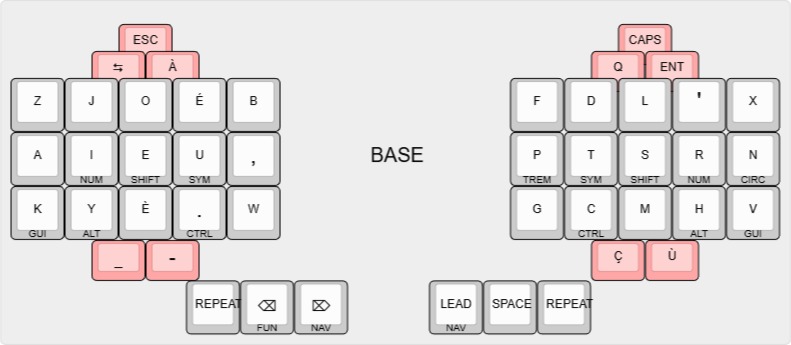 ESC CAPS
⇆ À Q ENT
Z J O É B F D L ' X
A I E U , BASE P T S R N
NUM SHIFT SYM TREM SYM SHIFT NUM CIRC
K Y È . W G C M H V
GUI ALT CTRL CTRL ALT GUI
_ - Ç Ù
REPEAT ⌫ ⌦ LEAD SPACE REPEAT
FUN NAV NAV